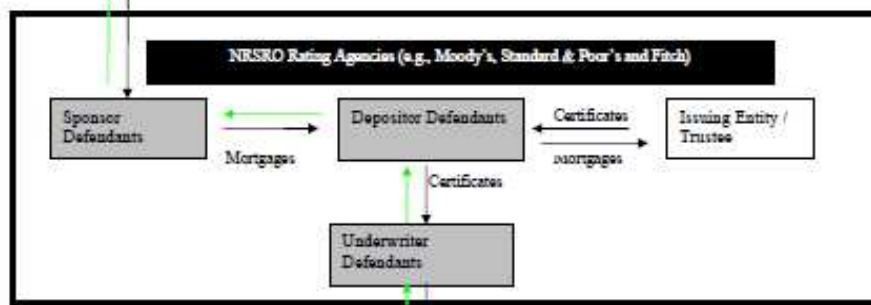 NRSRO Rating Agencies (e.g., Moody's, Standard & Poor's and Fitch)
Sponsor
Defendants
Mortgages
Depositor Defendants
Certificates
Mortgages
Issuing Entity /
Trustee
Certificates
Underwriter
Defendants